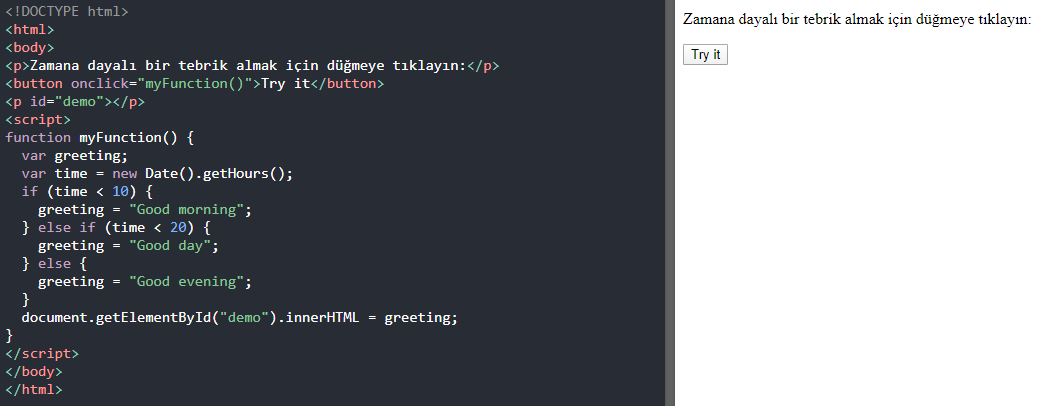 <!DOCTYPE html>
<html>
<body>
<p>Zamana dayalı bir tebrik almak için düğmeye tıklayın:</p>
<button onclick="myFunction()">Try it</button>
<p id="demo"></p>
<script>
function myFunction() {
  var greeting;
  var time = new Date().getHours();
  if (time < 10) {
    greeting = "Good morning";
  } else if (time < 20) {
    greeting = "Good day";
  } else {
    greeting = "Good evening";
  }
  document.getElementById("demo").innerHTML = greeting;
}
</script>
</body>
</html>
Zamana dayalı bir tebrik almak için düğmeye tıklayın:
Try it